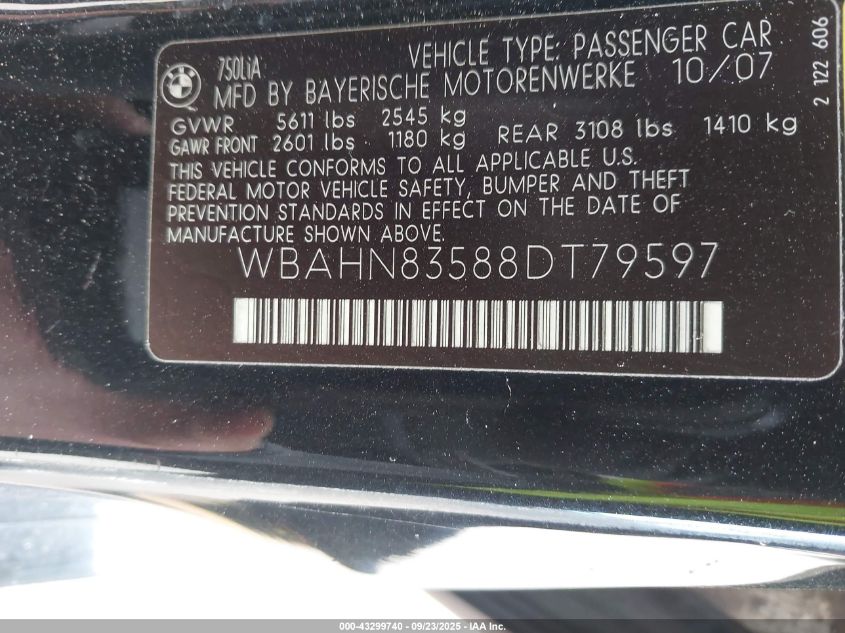 750LiA VEHICLE TYPE: PASSENGER CAR
MFD BY BAYERISCHE MOTORENWERKE 10/07
GVWR 5611 lbs 2545 kg
GAWR FRONT 2601 lbs 1180 kg REAR 3108 lbs 1410 kg
THIS VEHICLE CONFORMS TO ALL APPLICABLE U.S.
FEDERAL MOTOR VEHICLE SAFETY, BUMPER AND THEFT
PREVENTION STANDARDS IN EFFECT ON THE DATE OF
MANUFACTURE SHOWN ABOVE.
WBAHN83588DT79597
2 122 606
000-43299740 - 09/23/2025 - IAA, Inc.